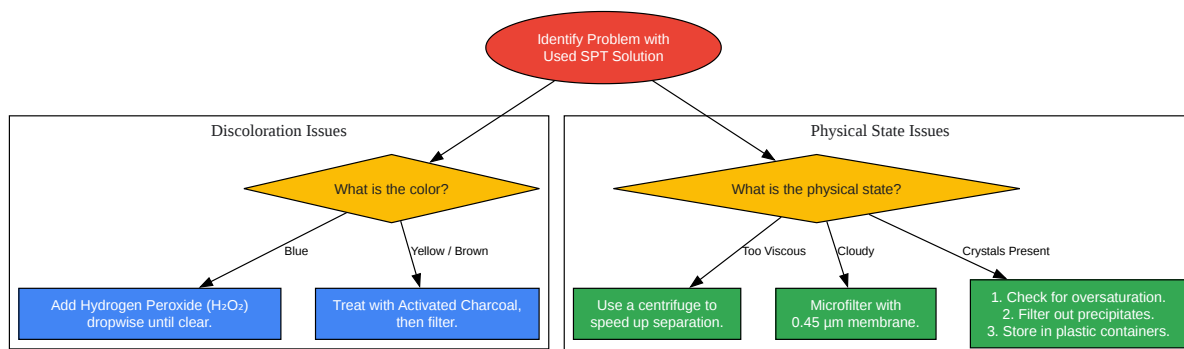 Identify Problem with
Used SPT Solution
Discoloration Issues
What is the color?
Blue
Yellow / Brown
Add Hydrogen Peroxide (H₂O₂)
dropwise until clear.
Treat with Activated Charcoal,
then filter.
Physical State Issues
What is the physical state?
Too Viscous
Cloudy
Crystals Present
Use a centrifuge to
speed up separation.
Microfilter with
0.45 µm membrane.
1. Check for oversaturation.
2. Filter out precipitates.
3. Store in plastic containers.